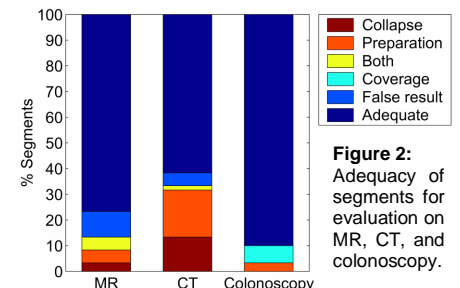 100
90
80
70
60
50
40
30
20
10
0
% Segments
MR CT Colonoscopy
Collapse
Preparation
Both
Coverage
False result
Adequate
Figure 2:
Adequacy of
segments for
evaluation on
MR, CT, and
colonoscopy.